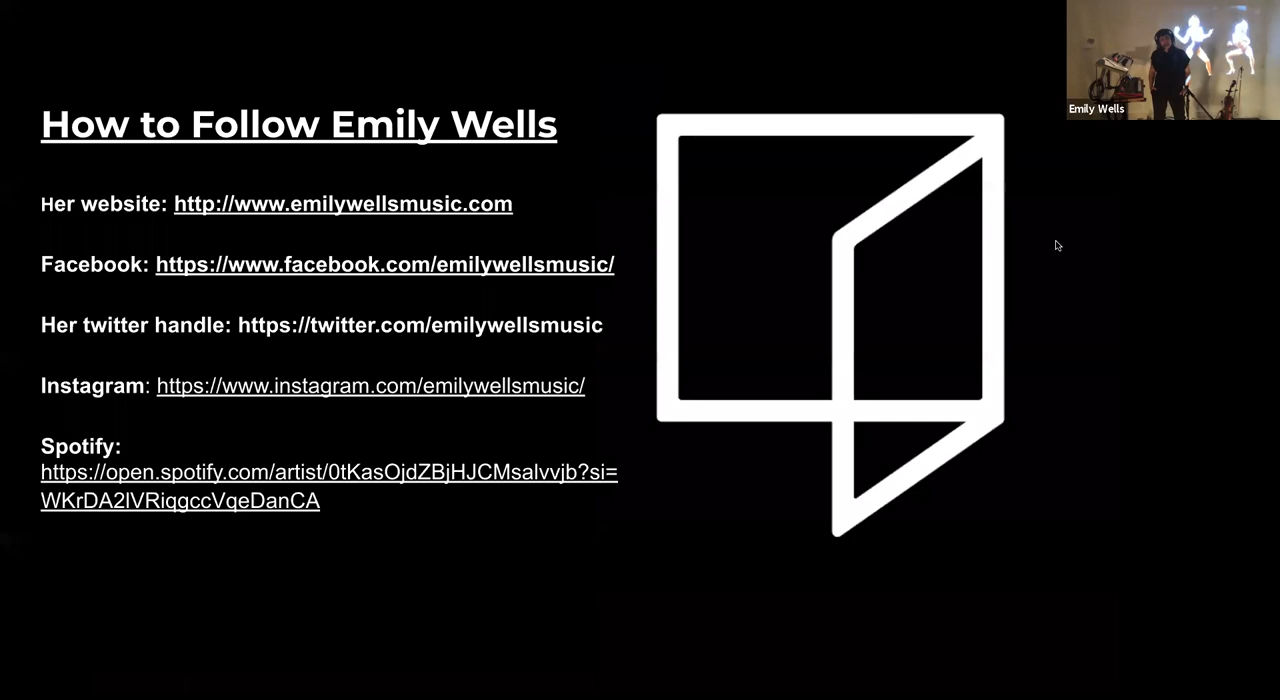 How to Follow Emily Wells
Her website: http://www.emilywellsmusic.com
Facebook: https://www.facebook.com/emilywellsmusic/
Her twitter handle: https://twitter.com/emilywellsmusic
Instagram: https://www.instagram.com/emilywellsmusic/
Spotify:
https://open.spotify.com/artist/0tKasOjdZBjHJCMsalvvjb?si=
WKrDA2lVRiqgccVqeDanCA
Emily Wells